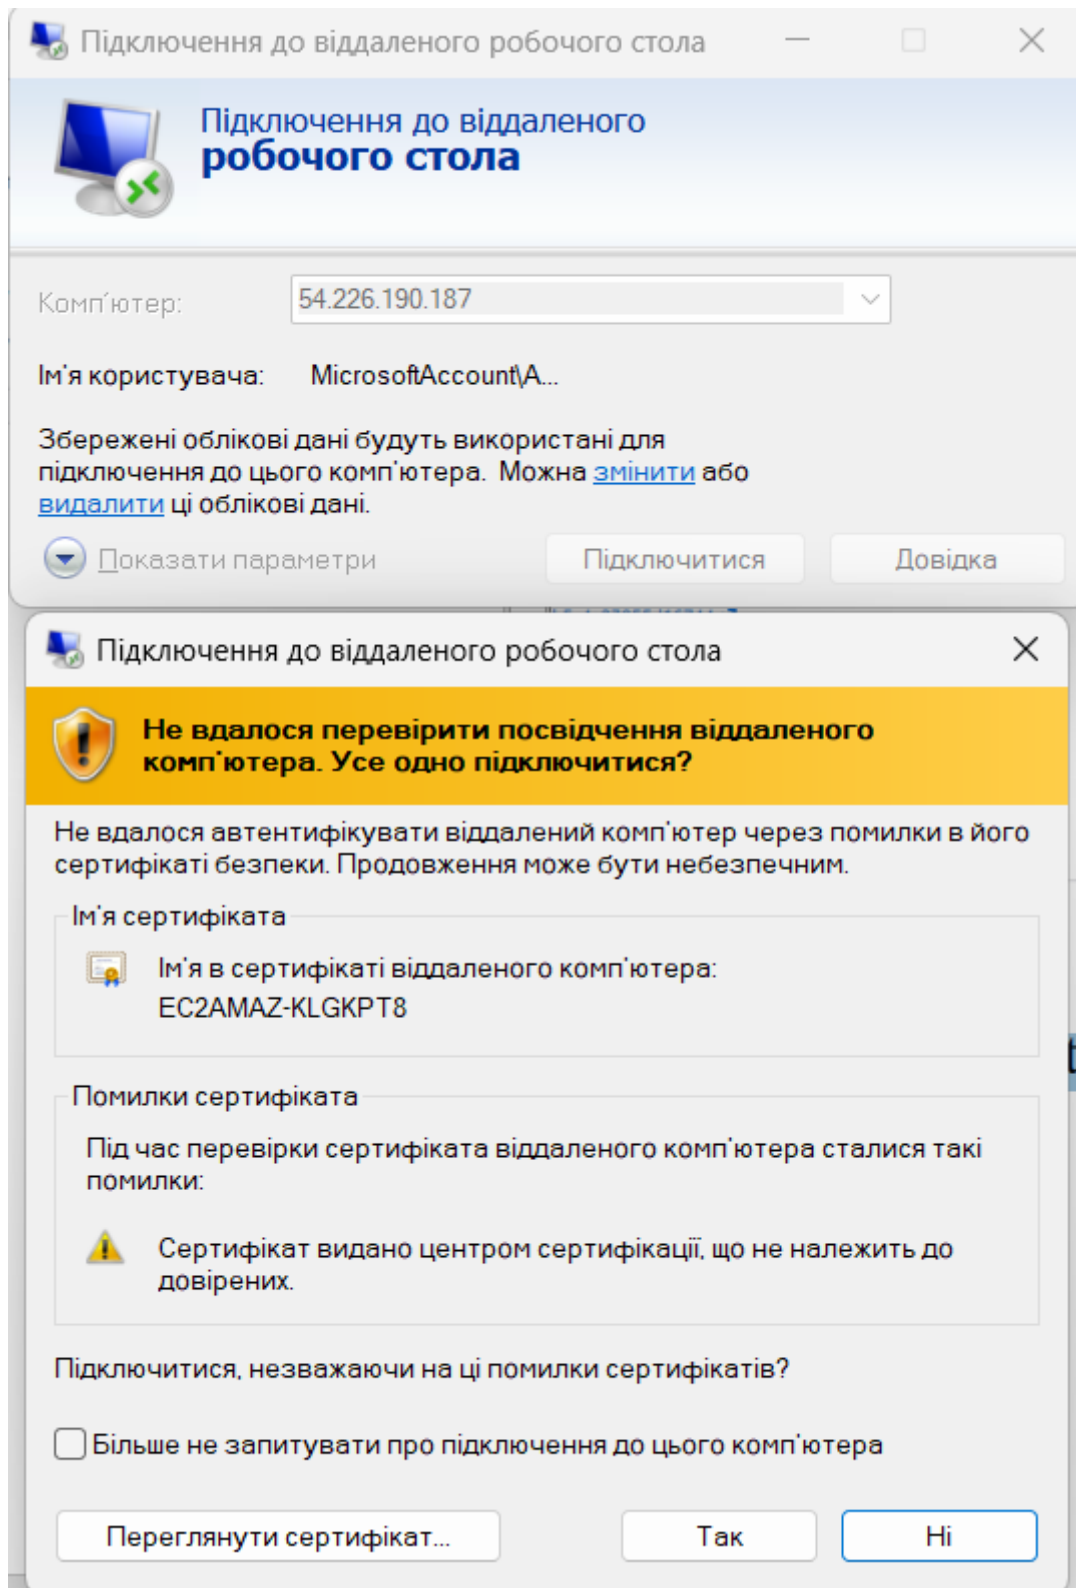 Підключення до віддаленого робочого стола
Підключення до віддаленого
робочого стола
Комп'ютер:
54.226.190.187
Ім'я користувача:
MicrosoftAccount\A...
Збережені облікові дані будуть використані для
підключення до цього комп'ютера. Можна змінити або
видалити ці облікові дані.
Показати параметри
Підключитися
Довідка
Підключення до віддаленого робочого стола
Не вдалося перевірити посвідчення віддаленого
комп'ютера. Усе одно підключитися?
Не вдалося автентифікувати віддалений комп'ютер через помилки в його
сертифікаті безпеки. Продовження може бути небезпечним.
Ім'я сертифіката
Ім'я в сертифікаті віддаленого комп'ютера:
EC2AMAZ-KLGKPT8
Помилки сертифіката
Під час перевірки сертифіката віддаленого комп'ютера сталися такі
помилки:
Сертифікат видано центром сертифікації, що не належить до
довірених.
Підключитися, незважаючи на ці помилки сертифікатів?
Більше не запитувати про підключення до цього комп'ютера
Переглянути сертифікат...
Так
Ні